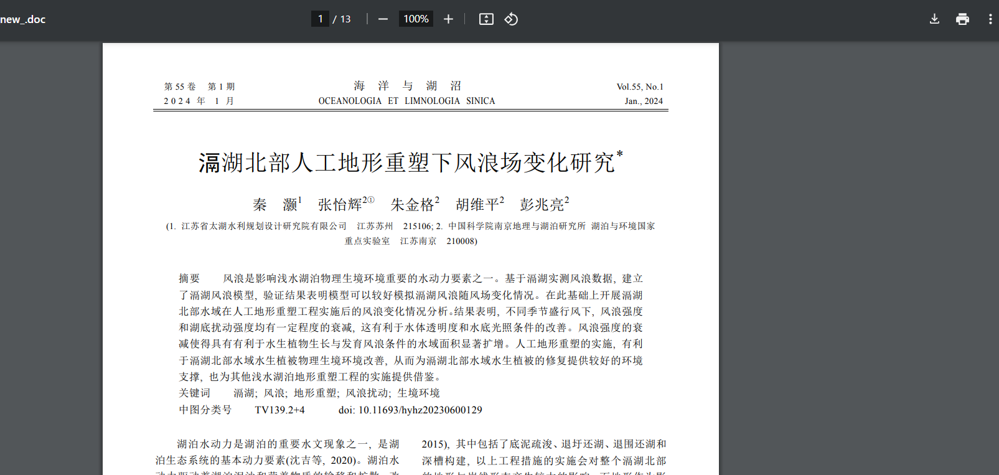 new_.doc
1 / 13
100%
第 55 卷 第 1 期
海 洋 与 湖 沼
Vol.55, No.1
2024 年 1 月
OCEANOLOGIA ET LIMNOLOGIA SINICA
Jan., 2024
滆湖北部人工地形重塑下风浪场变化研究*
秦 灏1 张怡辉2① 朱金格2 胡维平2 彭兆亮2
(1. 江苏省太湖水利规划设计研究院有限公司 江苏苏州 215106; 2. 中国科学院南京地理与湖泊研究所 湖泊与环境国家
重点实验室 江苏南京 210008)
摘要 风浪是影响浅水湖泊物理生境环境重要的水动力要素之一。基于滆湖实测风浪数据, 建立
了滆湖风浪模型, 验证结果表明模型可以较好模拟滆湖风浪随风场变化情况。在此基础上开展滆湖
北部水域在人工地形重塑工程实施后的风浪变化情况分析。结果表明, 不同季节盛行风下, 风浪强度
和湖底扰动强度均有一定程度的衰减, 这有利于水体透明度和水底光照条件的改善。风浪强度的衰
减使得具有有利于水生植物生长与发育风浪条件的水域面积显著扩增。人工地形重塑的实施, 有利
于滆湖北部水域水生植被物理生境环境改善, 从而为滆湖北部水域水生植被的修复提供较好的环境
支撑, 也为其他浅水湖泊地形重塑工程的实施提供借鉴。
关键词 滆湖; 风浪; 地形重塑; 风浪扰动; 生境环境
中图分类号 TV139.2+4 doi: 10.11693/hyhz20230600129
湖泊水动力是湖泊的重要水文现象之一, 是湖
泊生态系统的基本动力要素(沈吉等, 2020)。湖泊水
2015), 其中包括了底泥疏浚、退圩还湖、退围还湖和
深槽构建, 以上工程措施的实施会对整个滆湖北部